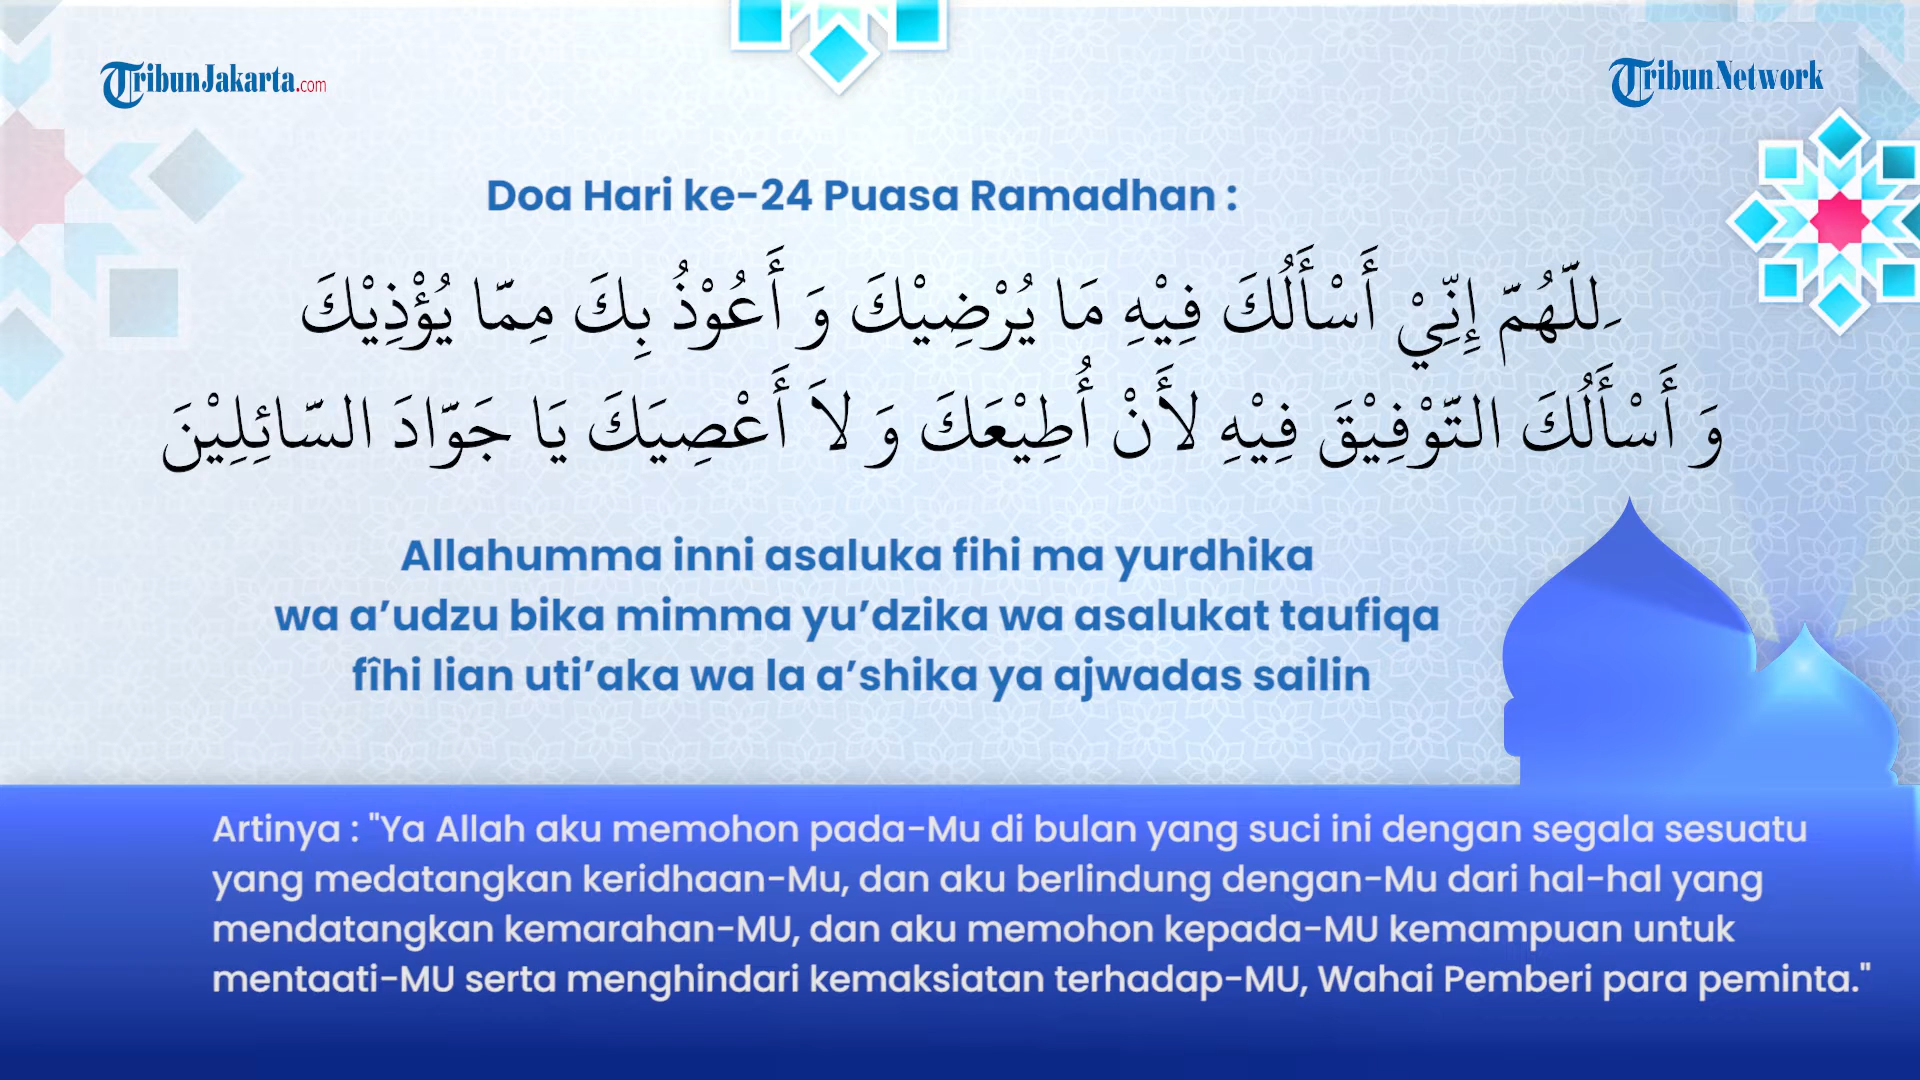 TribunJakarta.com
TribunNetwork
Doa Hari ke-24 Puasa Ramadhan :
ـِللّهُمّ إِنّيْ أَسْأَلُكَ فِيْهِ مَا يُرْضِيْكَ وَ أَعُوْذُ بِكَ مِمّا يُؤْذِيْكَ
وَ أَسْأَلُكَ التّوْفِيْقَ فِيْهِ لأَنْ أُطِيْعَكَ وَ لاَ أَعْصِيَكَ يَا جَوّادَ السّائِلِيْنَ
Allahumma inni asaluka fihi ma yurdhika
wa a’udzu bika mimma yu’dzika wa asalukat taufiqa
fîhi lian uti’aka wa la a’shika ya ajwadas sailin
Artinya : "Ya Allah aku memohon pada-Mu di bulan yang suci ini dengan segala sesuatu
yang medatangkan keridhaan-Mu, dan aku berlindung dengan-Mu dari hal-hal yang
mendatangkan kemarahan-MU, dan aku memohon kepada-MU kemampuan untuk
mentaati-MU serta menghindari kemaksiatan terhadap-MU, Wahai Pemberi para peminta."